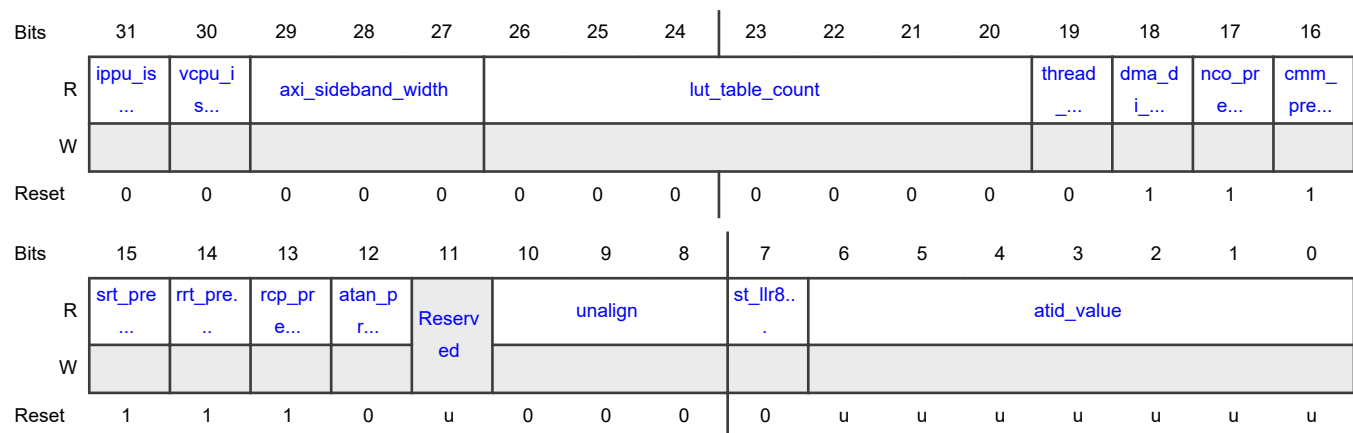 Bits 31 30 29 28 27 26 25 24 23 22 21 20 19 18 17 16
R ippu_is ... vcpu_i s... axi_sideband_width lut_table_count thread _... dma_d i_... nco_pr e... cmm_ pre...
W
Reset 0 0 0 0 0 0 0 0 0 0 0 0 0 1 1 1
Bits 15 14 13 12 11 10 9 8 7 6 5 4 3 2 1 0
R srt_pre ... rrt_pre. .. rcp_pr e... atan_p r... Reserv ed unalign st_llr8.. . atid_value
W
Reset 1 1 1 0 u 0 0 0 0 u u u u u u u